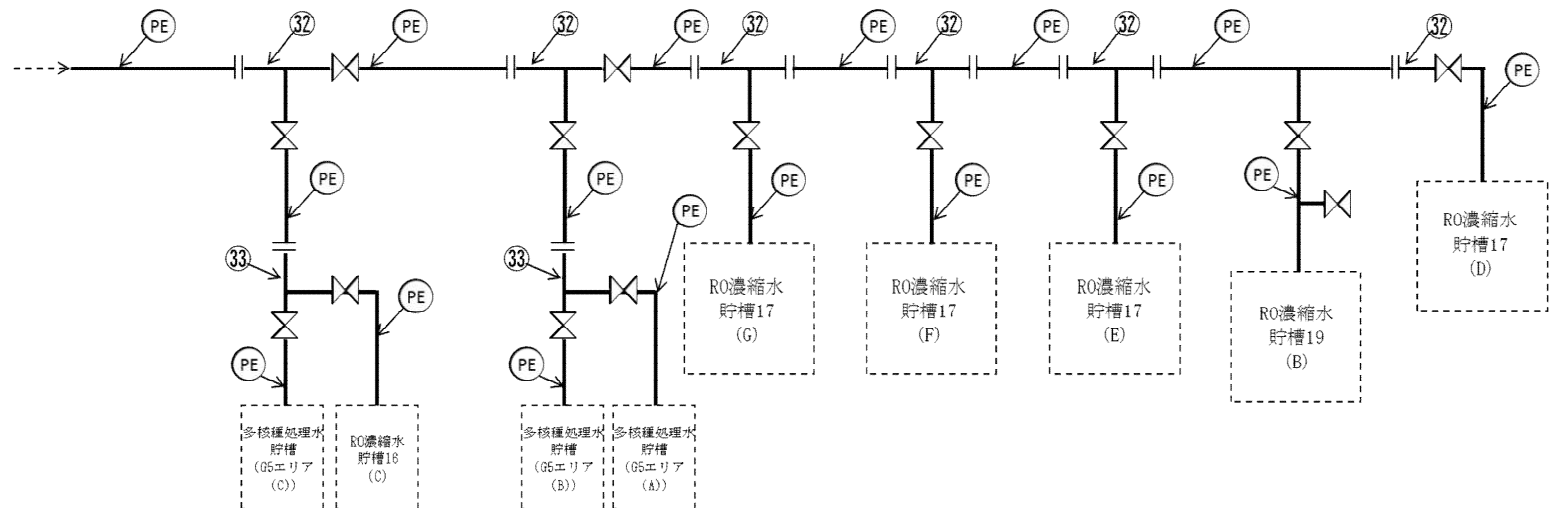 PE
㉜
PE
㉜
PE
㉜
PE
㉜
PE
㉜
PE
㉜
PE
PE
PE
PE
PE
PE
PE
PE
㉝
PE
㉝
PE
PE
RO濃縮水
貯槽17
(G)
RO濃縮水
貯槽17
(F)
RO濃縮水
貯槽17
(E)
RO濃縮水
貯槽19
(B)
RO濃縮水
貯槽17
(D)
多核種処理水
貯槽
(G5エリア
(C))
RO濃縮水
貯槽16
(C)
多核種処理水
貯槽
(G5エリア
(B))
多核種処理水
貯槽
(G5エリア
(A))